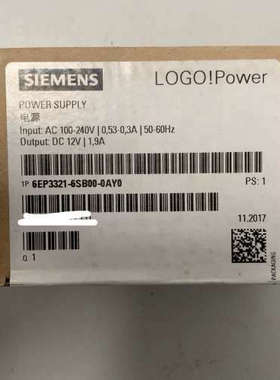 SIEMENS
LOGO!Power
POWER SUPPLY
电源
Input: AC 100-240V | 0,53-0,3A | 50-60Hz
Output: DC 12V | 1,9A
1P 6EP3321-6SB00-0AY0
PS: 1
11.2017
Q 1
PACKAGING